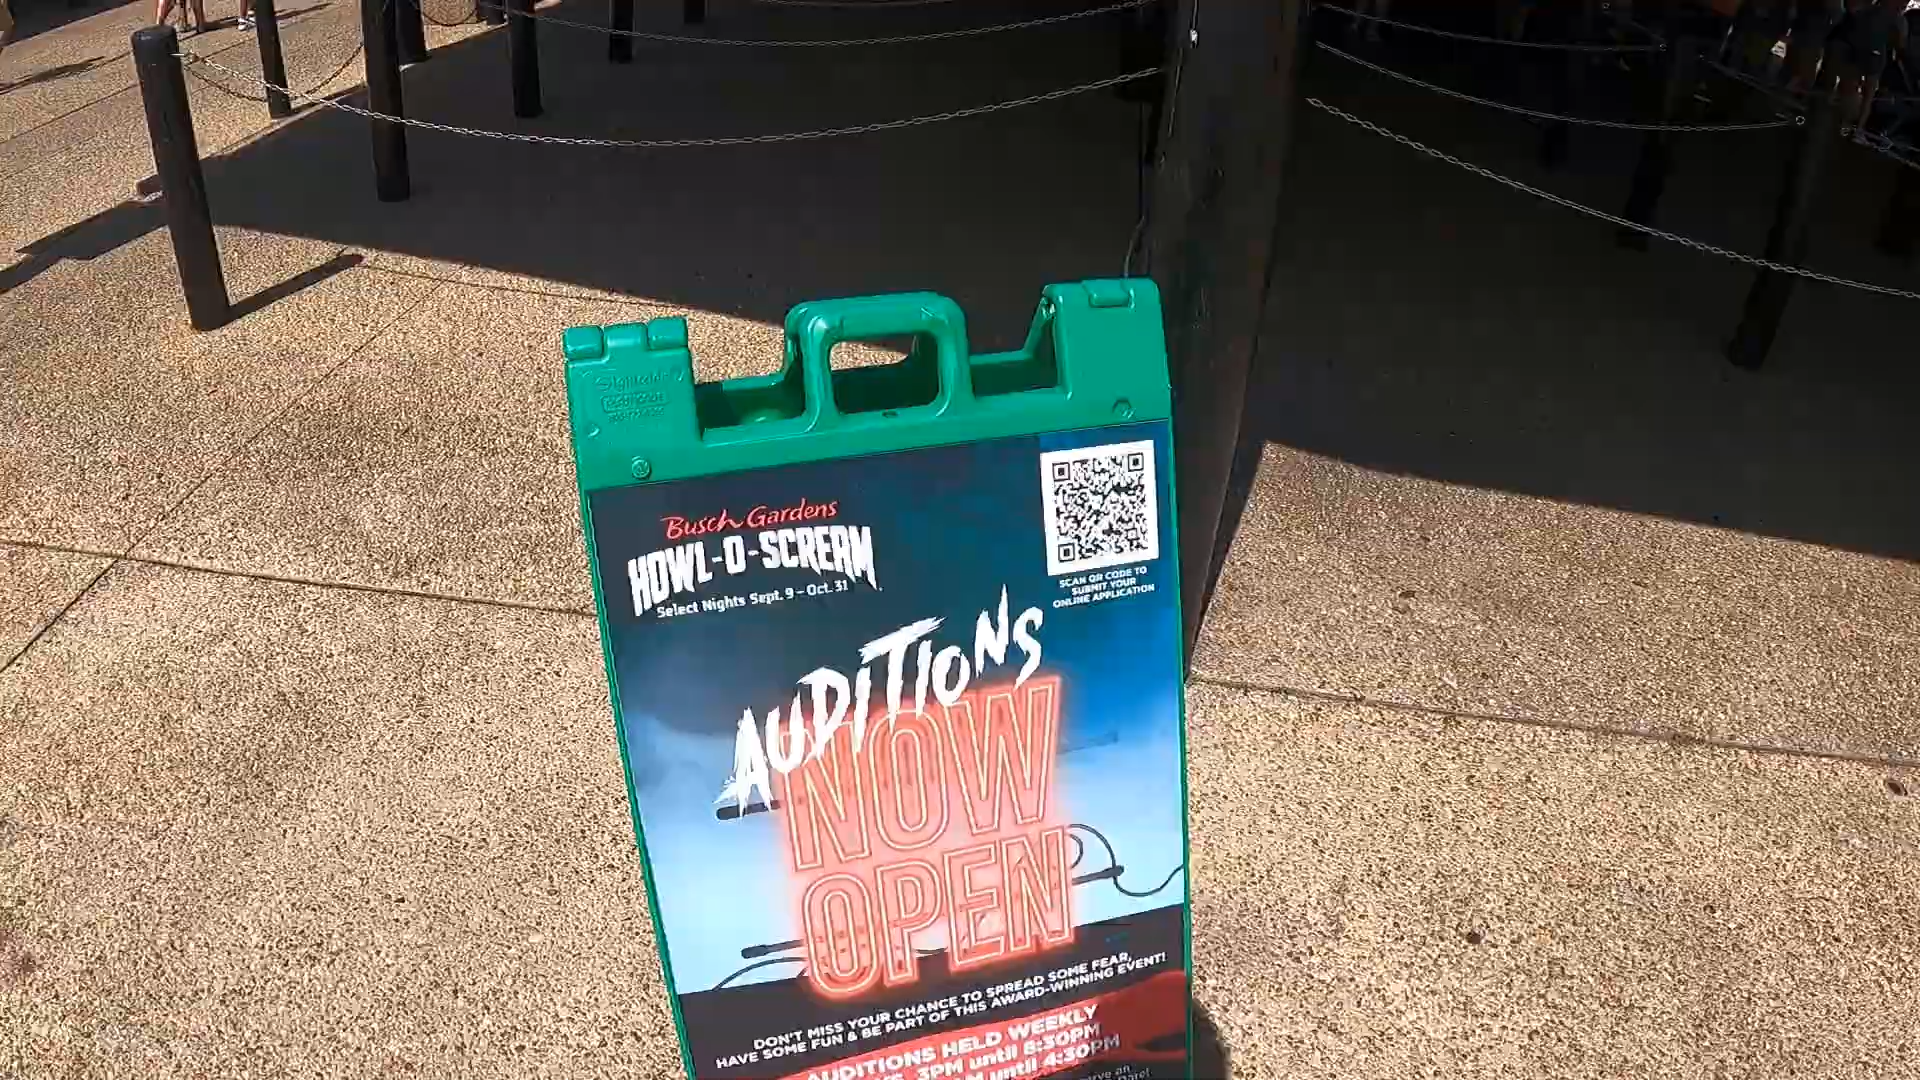 Busch Gardens
HOWL-O-SCREAM
Select Nights Sept. 9 - Oct. 31
SCAN QR CODE TO
SUBMIT YOUR
ONLINE APPLICATION
AUDITIONS
NOW
OPEN
DON'T MISS YOUR CHANCE TO SPREAD SOME FEAR,
HAVE SOME FUN & BE PART OF THIS AWARD-WINNING EVENT!
AUDITIONS HELD WEEKLY
3PM until 8:30PM
until 4:30PM